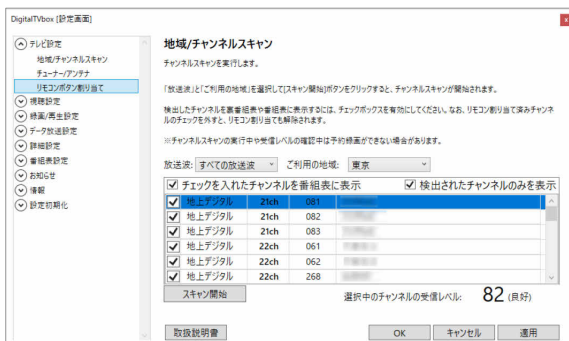 DigitalTVbox [設定画面]
テレビ設定
地域/チャンネルスキャン
チューナー/アンテナ
リモコンボタン割り当て
視聴設定
録画/再生設定
データ放送設定
詳細設定
番組表設定
お知らせ
情報
設定初期化
地域/チャンネルスキャン
チャンネルスキャンを実行します。
「放送波」と「ご利用の地域」を選択して[スキャン開始]ボタンをクリックすると、チャンネルスキャンが開始されます。
検出したチャンネルを裏番組表や番組表に表示するには、チェックボックスを有効にしてください。なお、リモコン割り当て済みチャンネ
ルのチェックを外すと、リモコン割り当ても解除されます。
※チャンネルスキャンの実行中や受信レベルの確認中は予約録画ができない場合があります。
放送波: すべての放送波 ご利用の地域: 東京
チェックを入れたチャンネルを番組表に表示 検出されたチャンネルのみを表示
地上デジタル 21ch 081
地上デジタル 22ch 082
地上デジタル 21ch 083
地上デジタル 22ch 061
地上デジタル 22ch 062
地上デジタル 22ch 268
スキャン開始 選択中のチャンネルの受信レベル: 82 (良好)
取扱説明書 OK キャンセル 適用